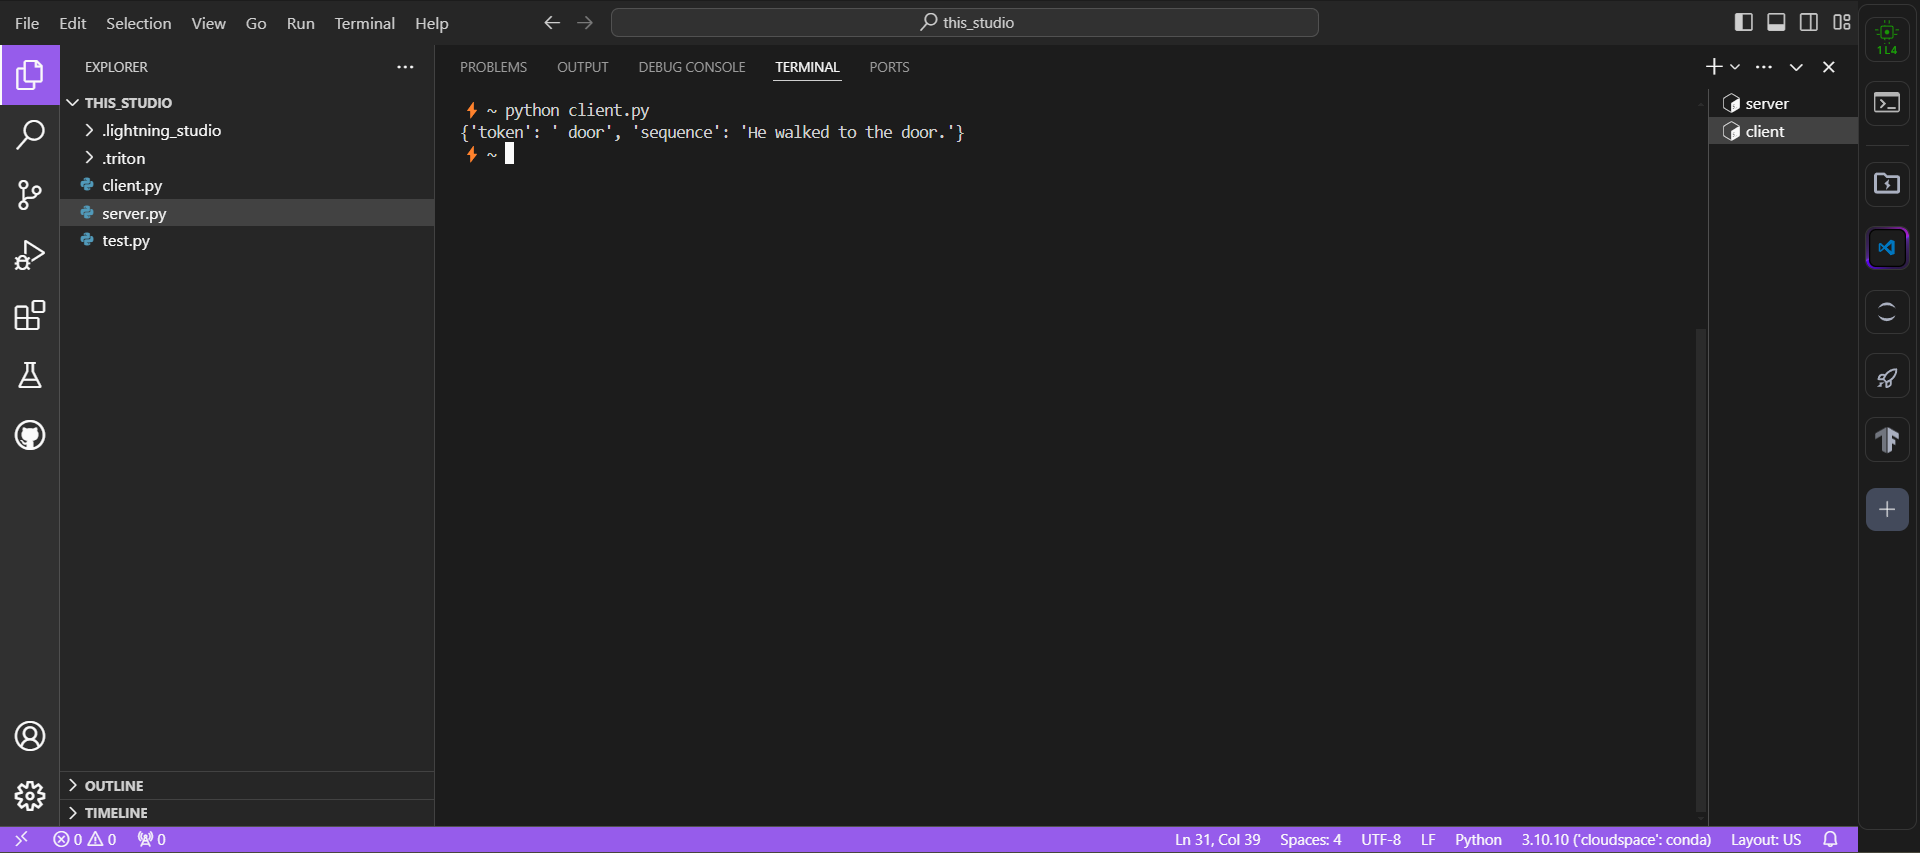 File Edit Selection View Go Run Terminal Help
this_studio
1 L4
EXPLORER
THIS_STUDIO
.lightning_studio
.triton
client.py
server.py
test.py
OUTLINE
TIMELINE
PROBLEMS OUTPUT DEBUG CONSOLE TERMINAL PORTS
~ python client.py
{'token': ' door', 'sequence': 'He walked to the door.'}
~
server
client
0 0 0
Ln 31, Col 39 Spaces: 4 UTF-8 LF Python 3.10.10 ('cloudspace': conda) Layout: US